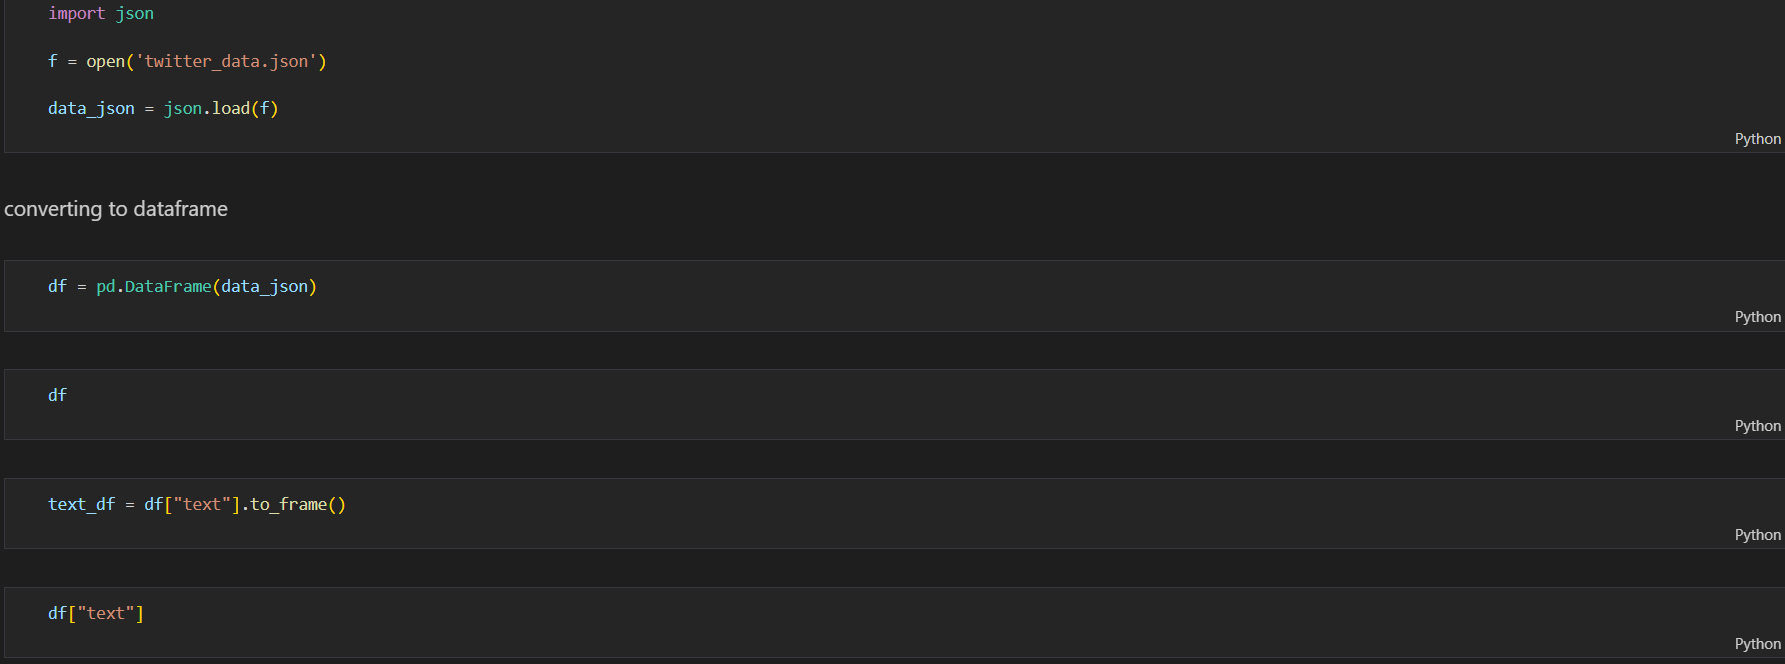 import json
f = open('twitter_data.json')
data_json = json.load(f)
Python
converting to dataframe
df = pd.DataFrame(data_json)
Python
df
Python
text_df = df["text"].to_frame()
Python
df["text"]
Python